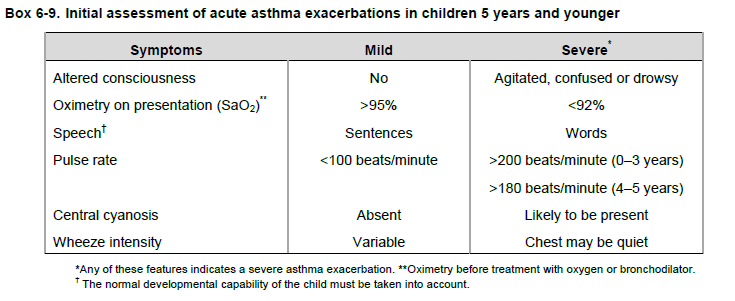 Box 6-9. Initial assessment of acute asthma exacerbations in children 5 years and younger
Symptoms Mild Severe*
Altered consciousness No Agitated, confused or drowsy
Oximetry on presentation (SaO₂)** >95% <92%
Speech† Sentences Words
Pulse rate <100 beats/minute >200 beats/minute (0–3 years)
>180 beats/minute (4–5 years)
Central cyanosis Absent Likely to be present
Wheeze intensity Variable Chest may be quiet
*Any of these features indicates a severe asthma exacerbation. **Oximetry before treatment with oxygen or bronchodilator.
† The normal developmental capability of the child must be taken into account.